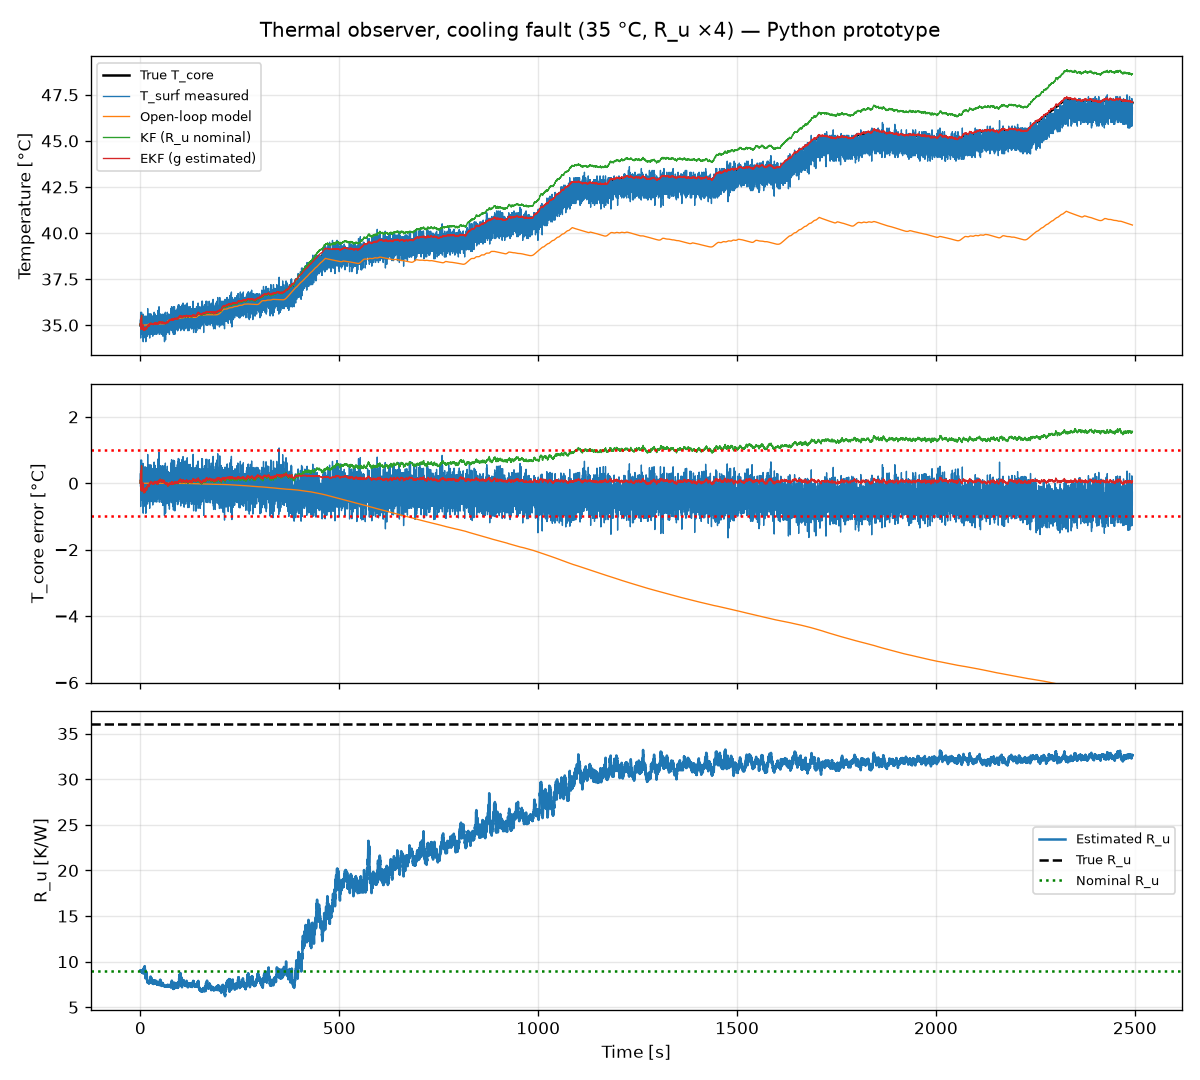 Thermal observer, cooling fault (35 °C, R_u ×4) — Python prototype
Temperature [°C]
47.5
45.0
42.5
40.0
37.5
35.0
True T_core
T_surf measured
Open-loop model
KF (R_u nominal)
EKF (g estimated)
T_core error [°C]
2
0
−2
−4
−6
R_u [K/W]
35
30
25
20
15
10
5
Estimated R_u
True R_u
Nominal R_u
0 500 1000 1500 2000 2500
Time [s]